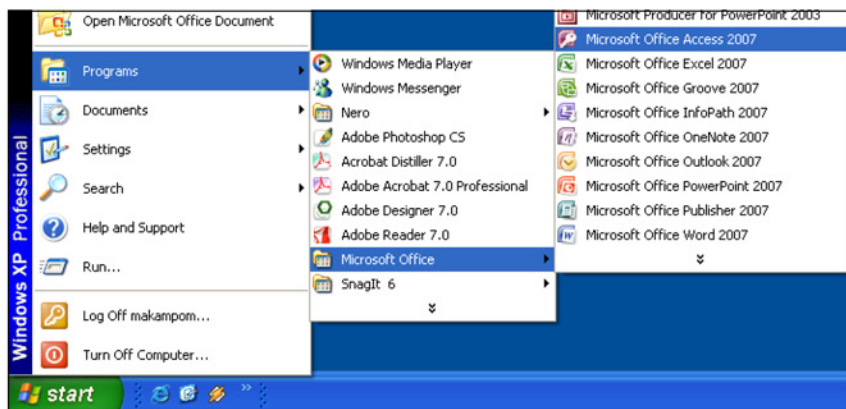 Open Microsoft Office Document
Programs
Documents
Settings
Search
Help and Support
Run...
Log Off makampom...
Turn Off Computer...
Windows XP Professional
start
Windows Media Player
Windows Messenger
Nero
Adobe Photoshop CS
Acrobat Distiller 7.0
Adobe Acrobat 7.0 Professional
Adobe Designer 7.0
Adobe Reader 7.0
Microsoft Office
SnagIt 6
Microsoft Producer for PowerPoint 2003
Microsoft Office Access 2007
Microsoft Office Excel 2007
Microsoft Office Groove 2007
Microsoft Office InfoPath 2007
Microsoft Office OneNote 2007
Microsoft Office Outlook 2007
Microsoft Office PowerPoint 2007
Microsoft Office Publisher 2007
Microsoft Office Word 2007